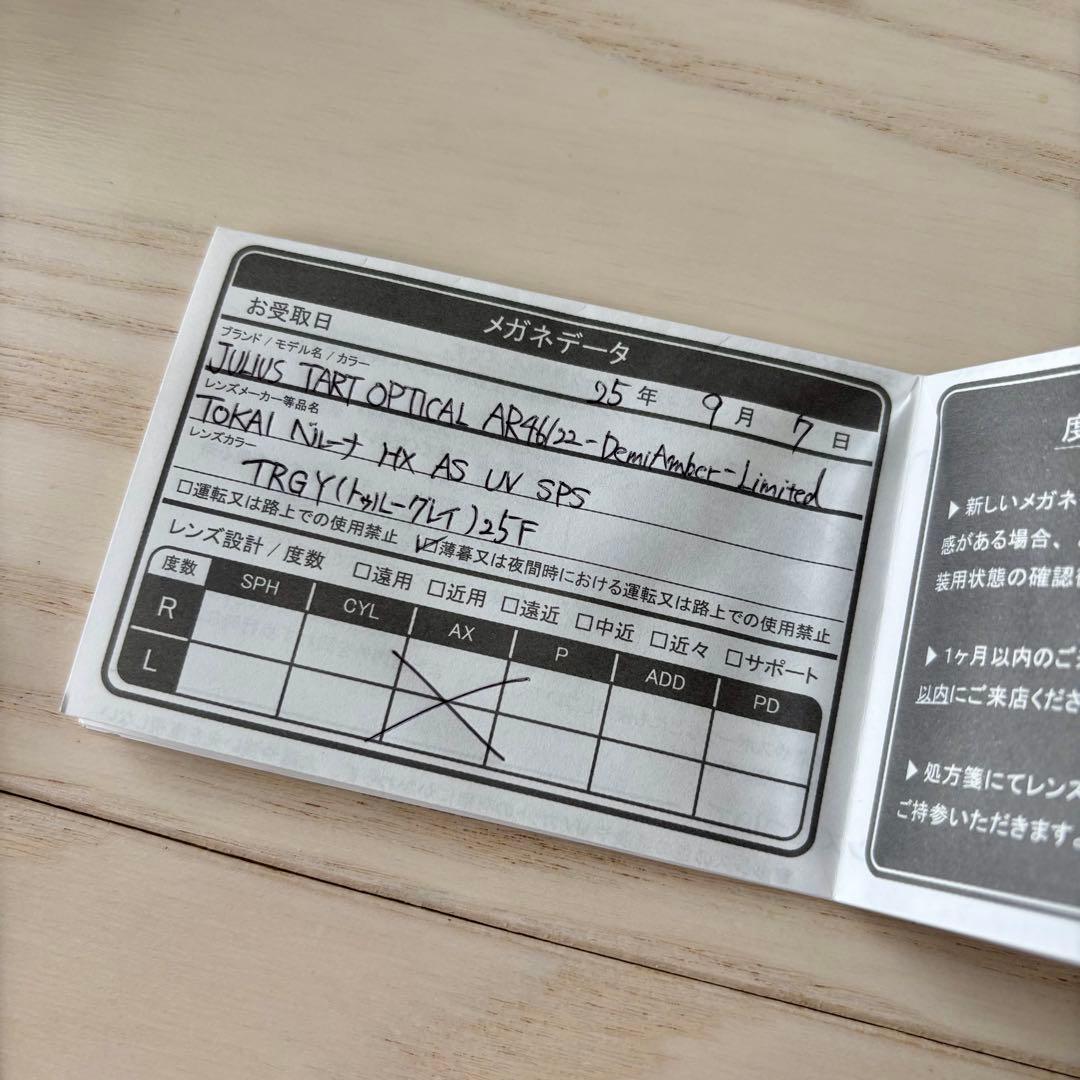 メガネデータ
お受取日 25年 9月 7日
ブランド / モデル名 / カラー
JULIUS TART OPTICAL AR46/22-DemiAmber-Limited
レンズメーカー等品名
TOKAI ベルーナ HX AS UV SPS
レンズカラー
TRGY(トゥルーグレイ)25F
□運転又は路上での使用禁止 ☑薄暮又は夜間時における運転又は路上での使用禁止
レンズ設計 / 度数 □遠用 □近用 □遠近 □中近 □近々 □サポート
度数 SPH CYL AX P ADD PD
R
L
度
▶新しいメガネ
感がある場合、
装用状態の確認
▶1ヶ月以内のご
以内にご来店くださ
▶処方箋にてレンズ
ご持参いただきます。